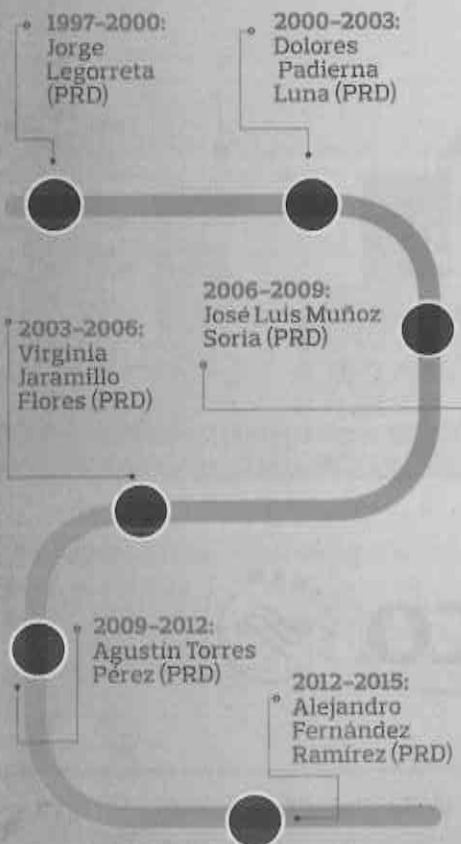 1997-2000:
Jorge
Legorreta
(PRD)
2000-2003:
Dolores
Padierna
Luna (PRD)
2003-2006:
Virginia
Jaramillo
Flores (PRD)
2006-2009:
José Luis Muñoz
Soria (PRD)
2009-2012:
Agustín Torres
Pérez (PRD)
2012-2015:
Alejandro
Fernández
Ramírez (PRD)